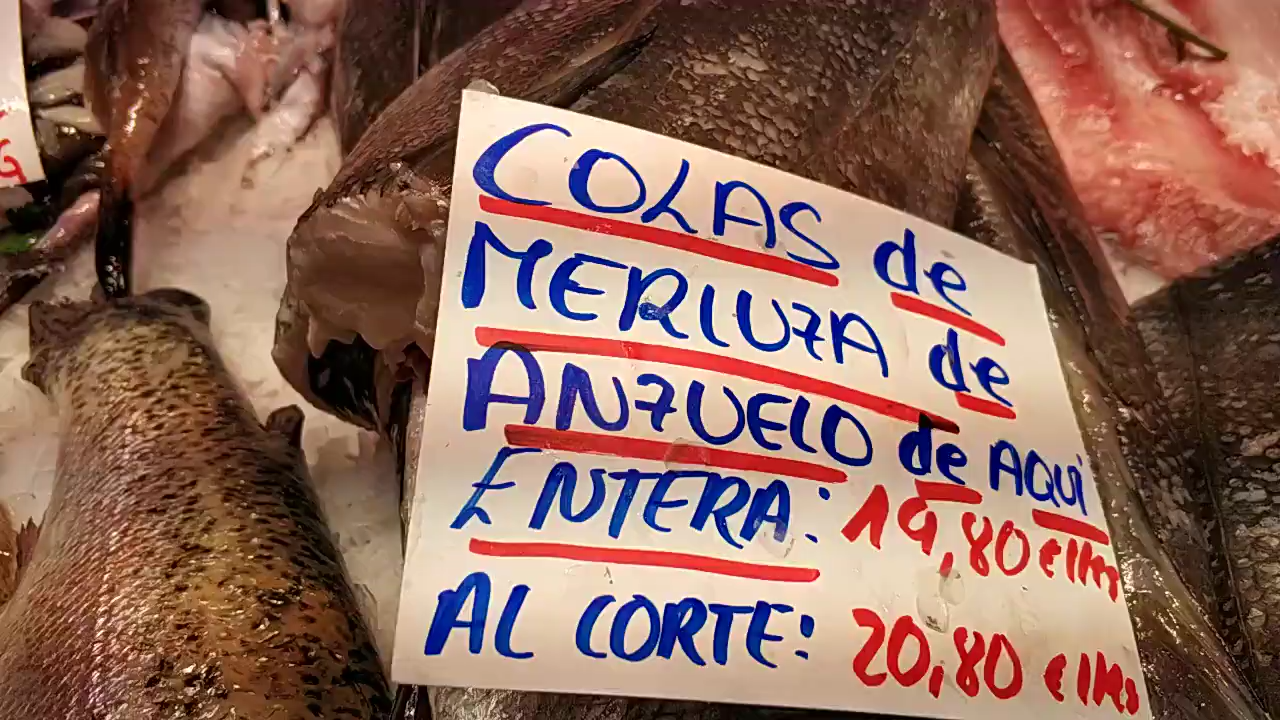 COLAS de
MERLUZA de
ANZUELO de AQUÍ
ENTERA: 19,80 €/KG
AL CORTE: 20,80 €/KG
G